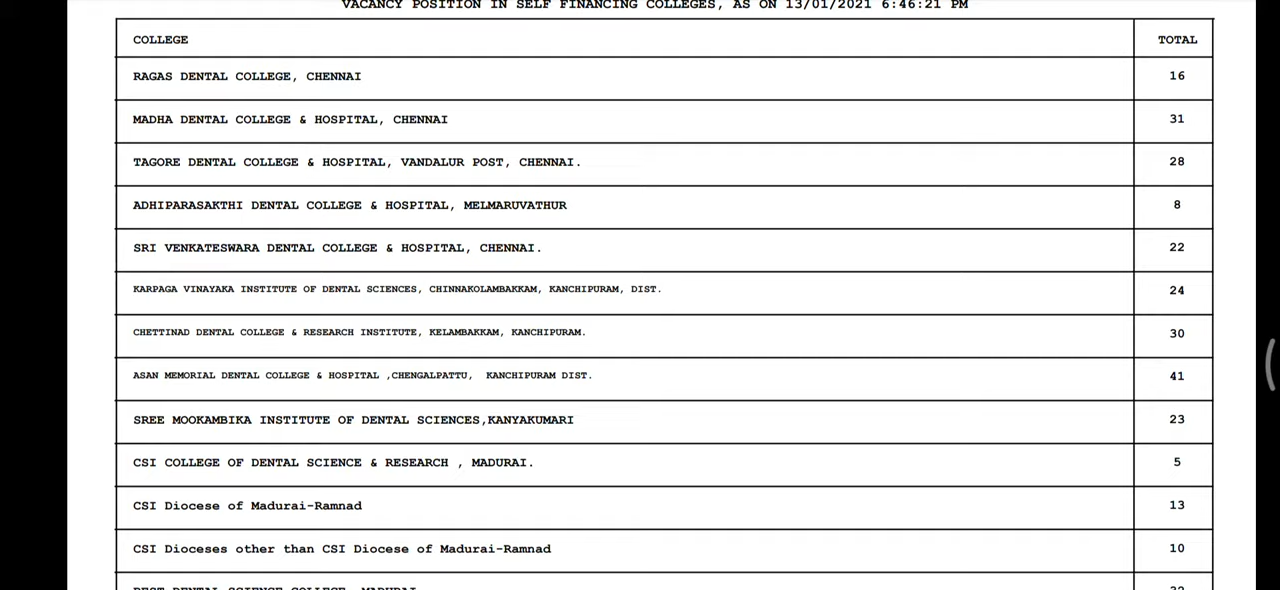 VACANCY POSITION IN SELF FINANCING COLLEGES, AS ON 13/01/2021 6:46:21 PM
COLLEGE TOTAL
RAGAS DENTAL COLLEGE, CHENNAI 16
MADHA DENTAL COLLEGE & HOSPITAL, CHENNAI 31
TAGORE DENTAL COLLEGE & HOSPITAL, VANDALUR POST, CHENNAI. 28
ADHIPARASAKTHI DENTAL COLLEGE & HOSPITAL, MELMARUVATHUR 8
SRI VENKATESWARA DENTAL COLLEGE & HOSPITAL, CHENNAI. 22
KARPAGA VINAYAKA INSTITUTE OF DENTAL SCIENCES, CHINNAKOLAMBAKKAM, KANCHIPURAM, DIST. 24
CHETTINAD DENTAL COLLEGE & RESEARCH INSTITUTE, KELAMBAKKAM, KANCHIPURAM. 30
ASAN MEMORIAL DENTAL COLLEGE & HOSPITAL ,CHENGALPATTU, KANCHIPURAM DIST. 41
SREE MOOKAMBIKA INSTITUTE OF DENTAL SCIENCES,KANYAKUMARI 23
CSI COLLEGE OF DENTAL SCIENCE & RESEARCH , MADURAI. 5
CSI Diocese of Madurai-Ramnad 13
CSI Dioceses other than CSI Diocese of Madurai-Ramnad 10
BEST DENTAL SCIENCE COLLEGE, MADURAI